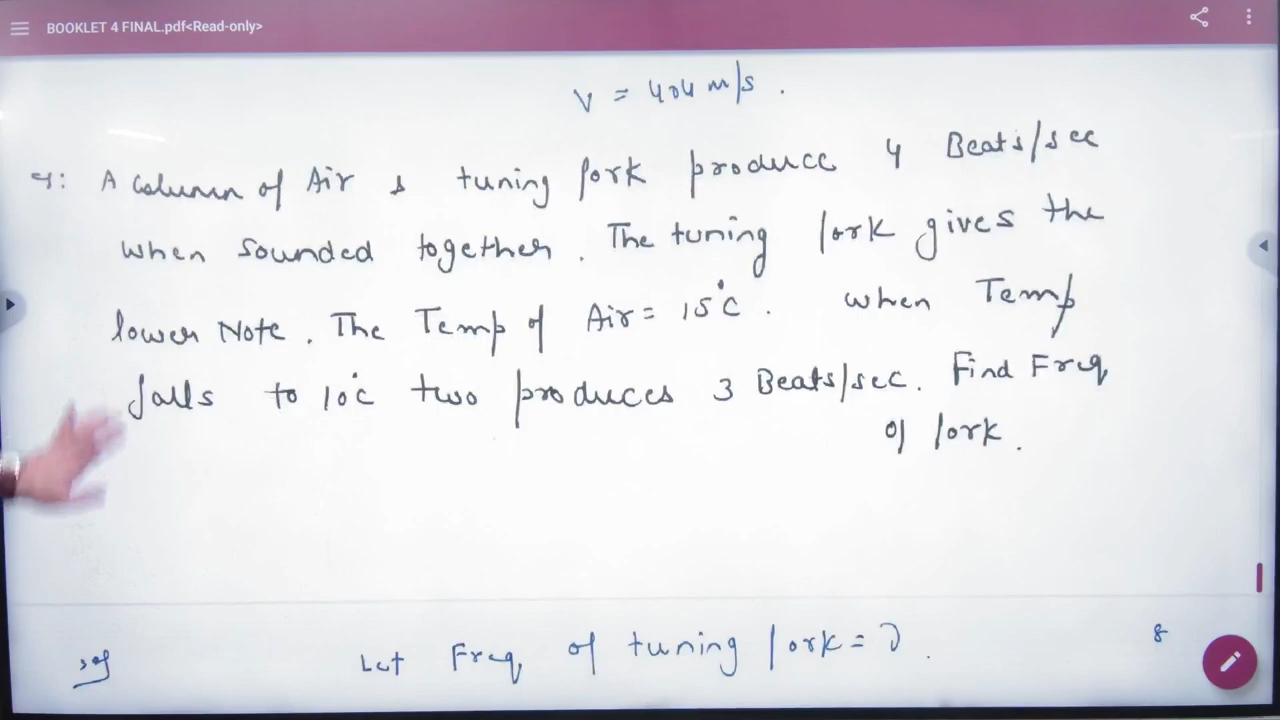 BOOKLET 4 FINAL.pdf<Read-only>
V = 404 m/s .
9: A column of Air & tuning fork produce 4 Beats/sec
when sounded together. The tuning fork gives the
lower Note. The Temp of Air = 15°C. when Temp
falls to 10°C two produces 3 Beats/sec. Find Freq
of fork.
Let Freq of tuning fork = ν .
8